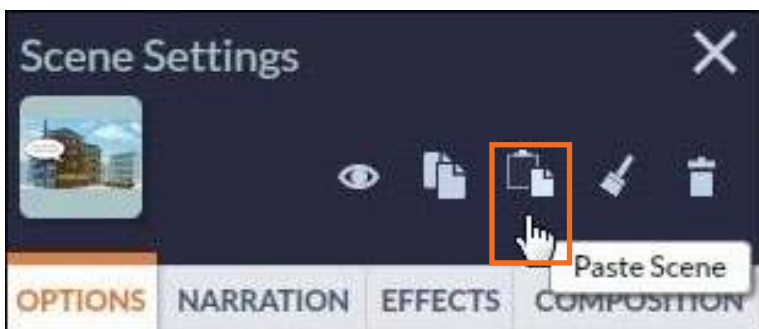 Scene Settings
Paste Scene
OPTIONS NARRATION EFFECTS COMPOSITION